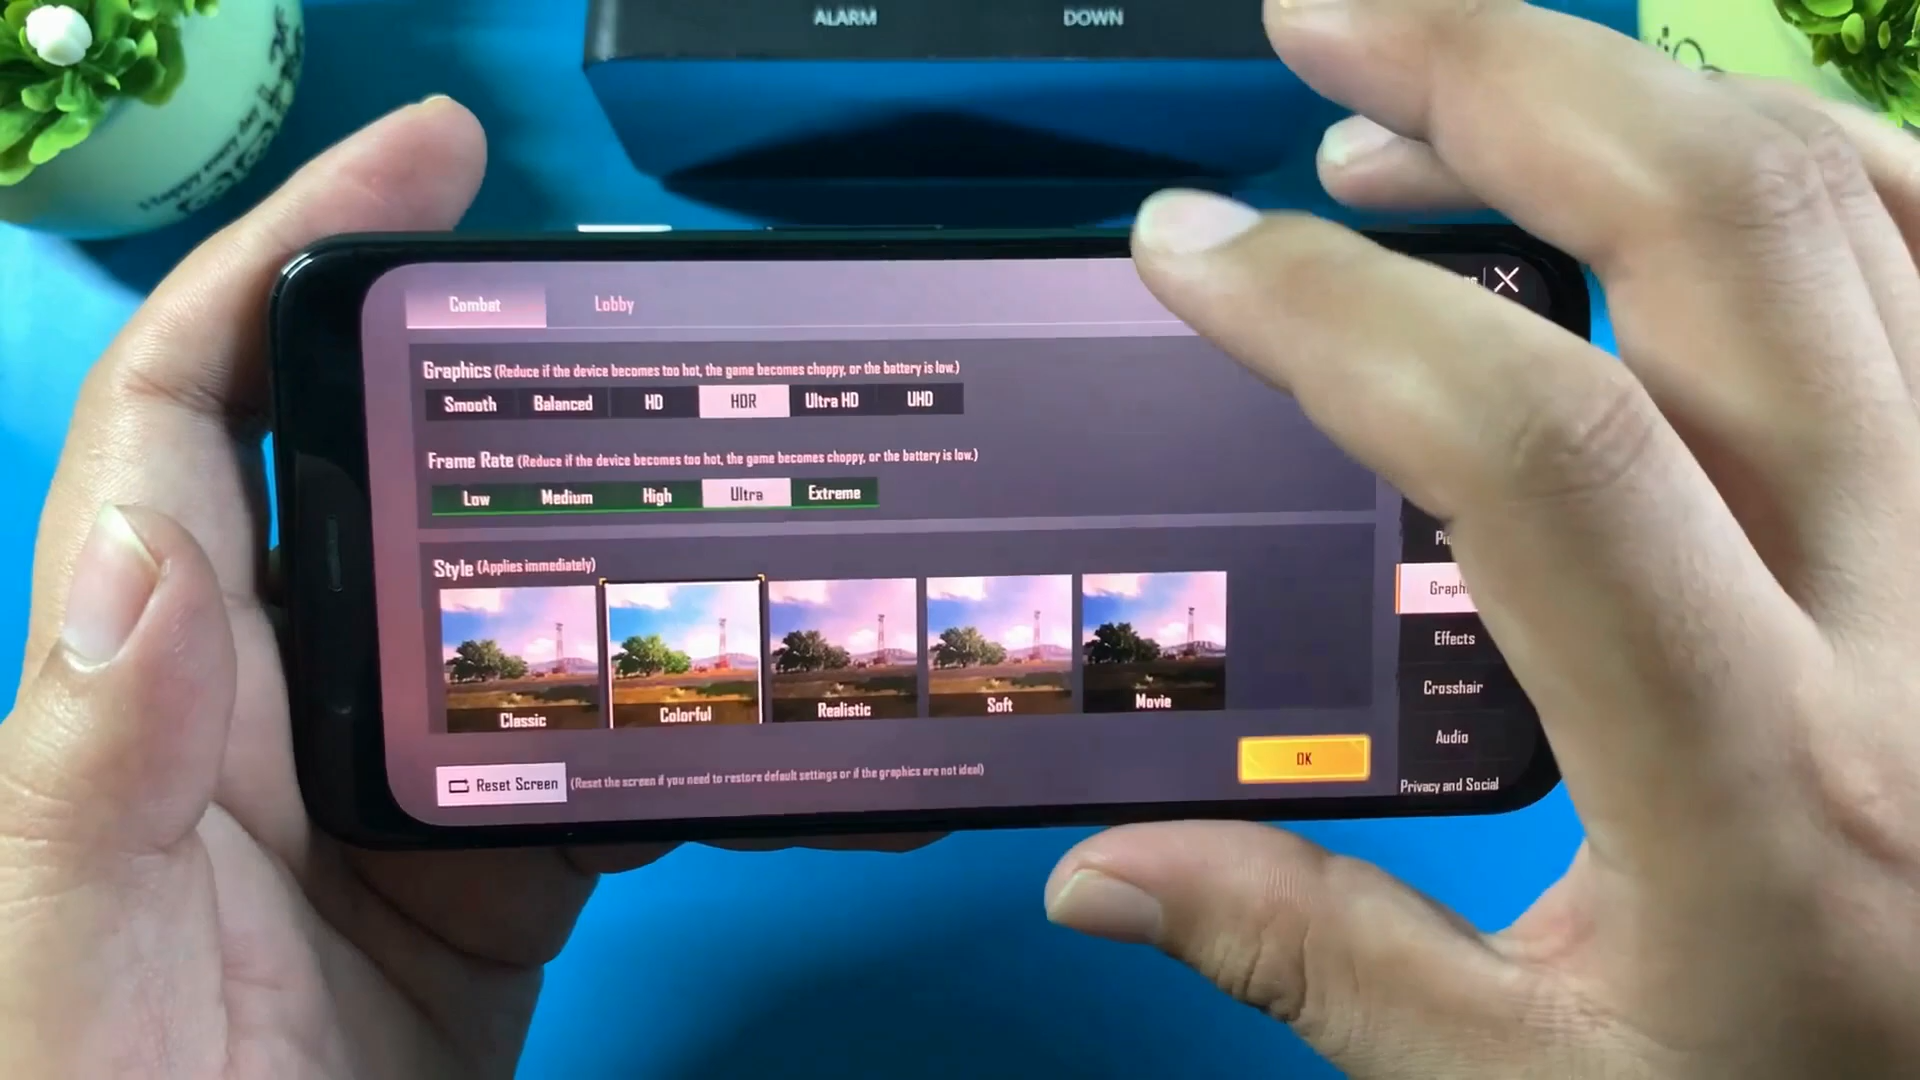 ALARM
DOWN
Happy every day
Combat
Lobby
Graphics (Reduce if the device becomes too hot, the game becomes choppy, or the battery is low.)
Smooth
Balanced
HD
HDR
Ultra HD
UHD
Frame Rate (Reduce if the device becomes too hot, the game becomes choppy, or the battery is low.)
Low
Medium
High
Ultra
Extreme
Style (Applies immediately)
Classic
Colorful
Realistic
Soft
Movie
Reset Screen
(Reset the screen if you need to restore default settings or if the graphics are not ideal)
OK
Graph
Effects
Crosshair
Audio
Privacy and Social